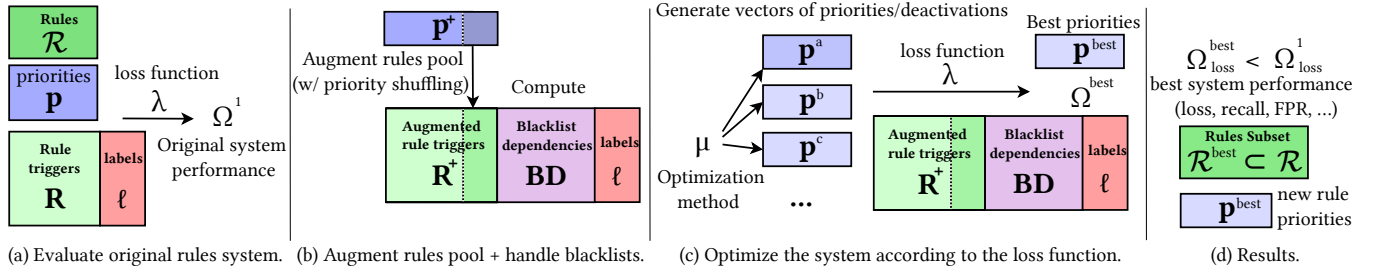 Rules
ℛ
priorities
p
Rule
triggers
R
labels
ℓ
loss function
λ
Ω¹
Original system
performance
(a) Evaluate original rules system.
p⁺
Augment rules pool
(w/ priority shuffling)
Compute
Augmented
rule triggers
R⁺
Blacklist
dependencies
BD
labels
ℓ
(b) Augment rules pool + handle blacklists.
Generate vectors of priorities/deactivations
pᵃ
pᵇ
pᶜ
...
μ
Optimization
method
loss function
λ
Best priorities
p^best
Ω^best
Augmented
rule triggers
R⁺
Blacklist
dependencies
BD
labels
ℓ
(c) Optimize the system according to the loss function.
Ω^best_loss < Ω^1_loss
best system performance
(loss, recall, FPR, ...)
Rules Subset
ℛ^best ⊂ ℛ
p^best
new rule
priorities
(d) Results.